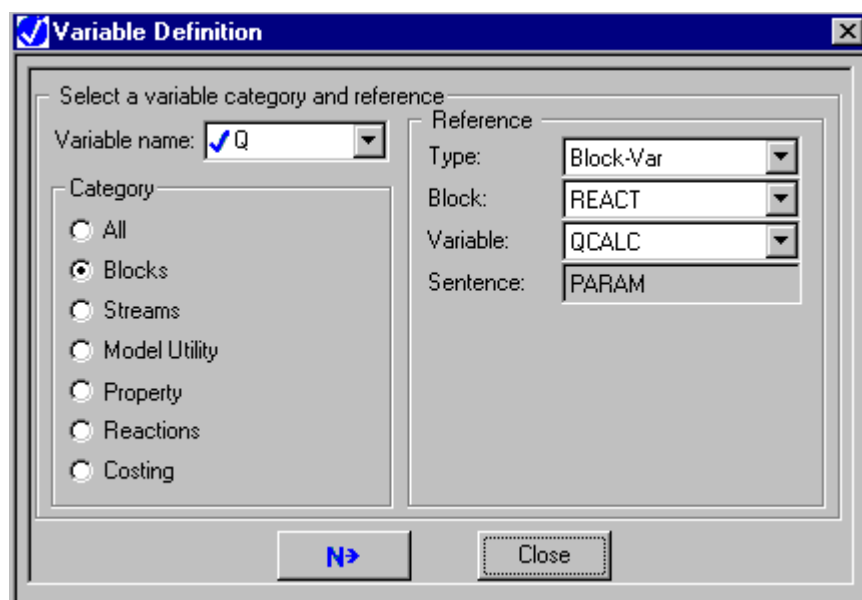 Variable Definition
Select a variable category and reference
Variable name: Q
Category
All
Blocks
Streams
Model Utility
Property
Reactions
Costing
Reference
Type: Block-Var
Block: REACT
Variable: QCALC
Sentence: PARAM
N
Close